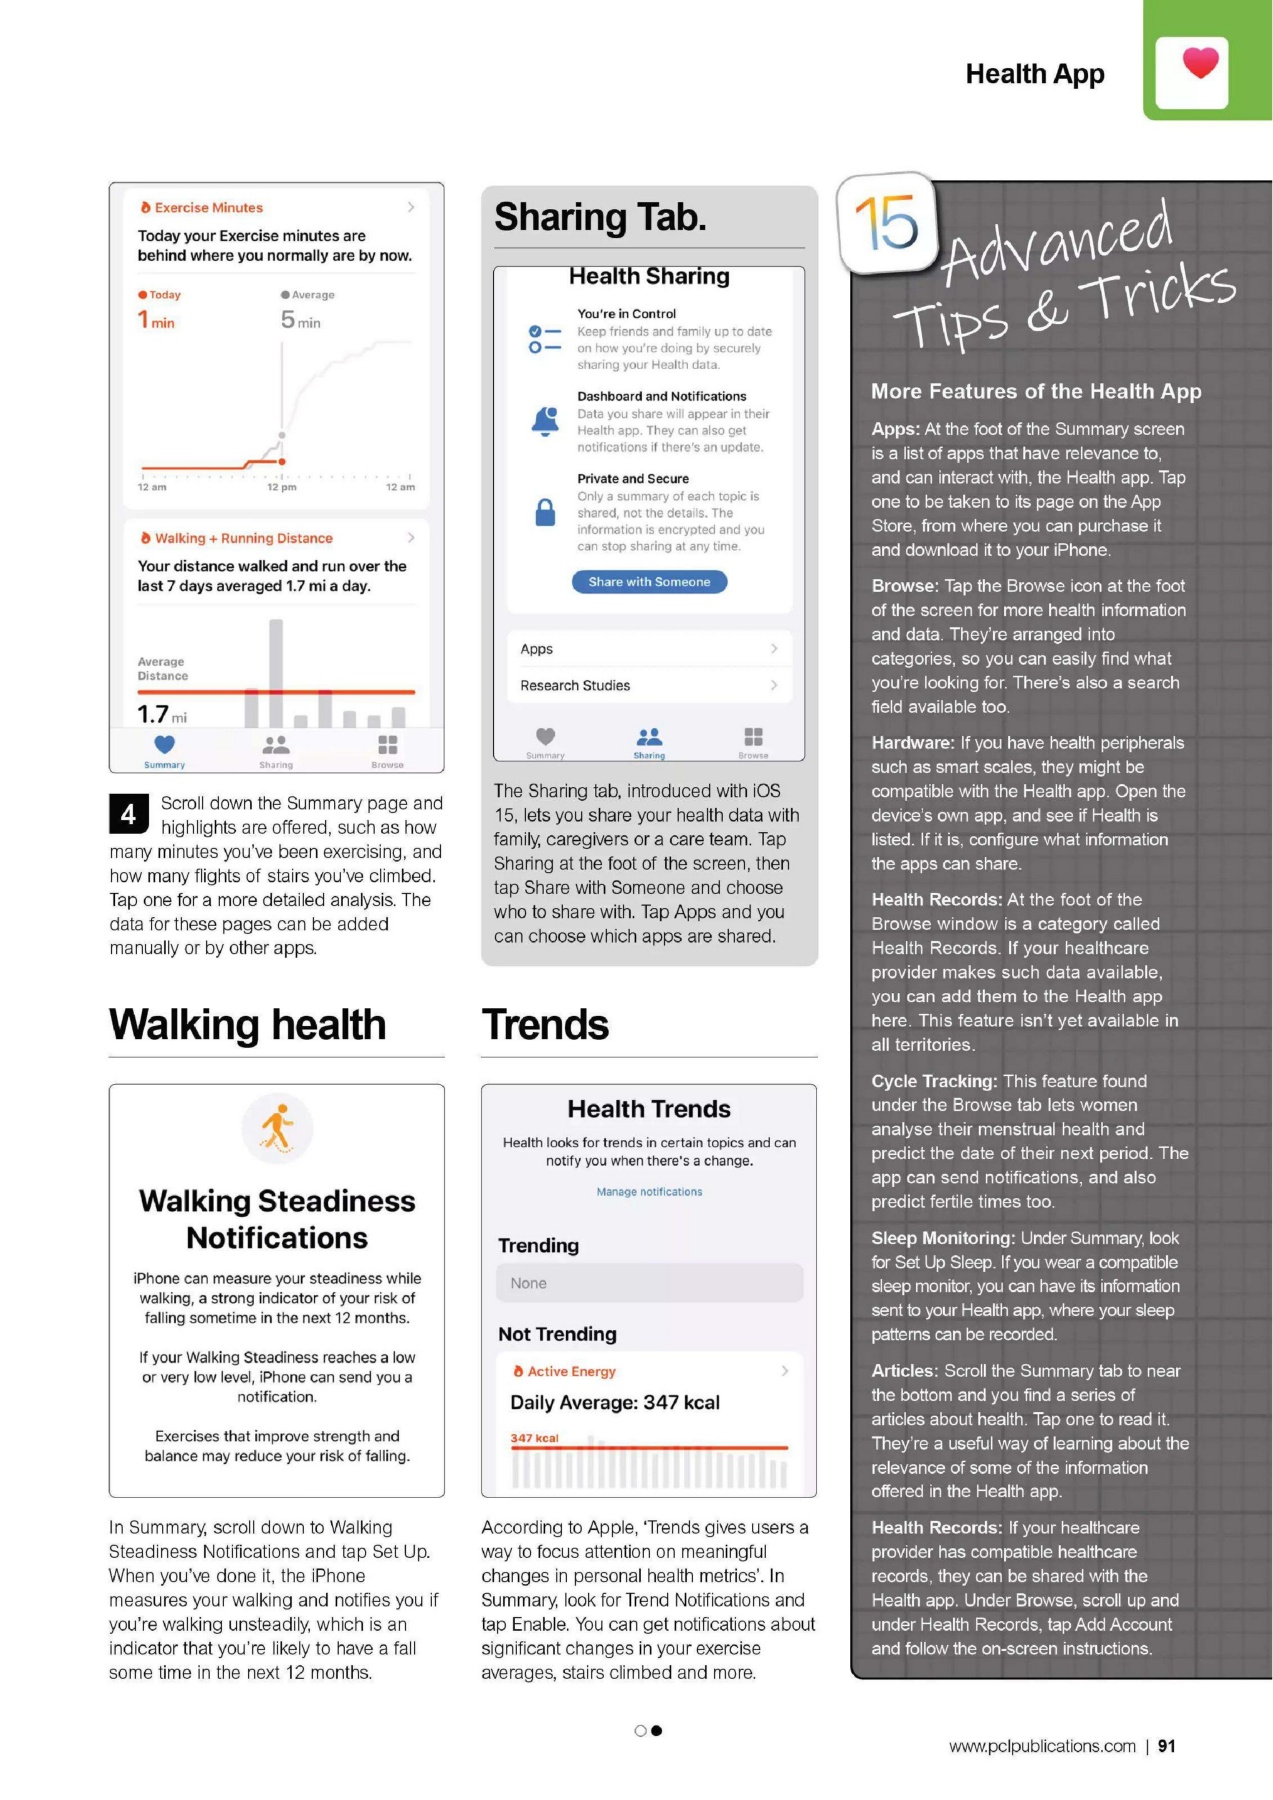 Health App
Exercise Minutes
Today your Exercise minutes are
behind where you normally are by now.
Today
Average
1 min
5 min
12 am
12 pm
12 am
Walking + Running Distance
Your distance walked and run over the
last 7 days averaged 1.7 mi a day.
Average
Distance
1.7 mi
Summary
Sharing
Browse
4 Scroll down the Summary page and
highlights are offered, such as how
many minutes you've been exercising, and
how many flights of stairs you've climbed.
Tap one for a more detailed analysis. The
data for these pages can be added
manually or by other apps.
Sharing Tab.
Health Sharing
You're in Control
Keep friends and family up to date
on how you're doing by securely
sharing your Health data.
Dashboard and Notifications
Data you share will appear in their
Health app. They can also get
notifications if there's an update.
Private and Secure
Only a summary of each topic is
shared, not the details. The
information is encrypted and you
can stop sharing at any time.
Share with Someone
Apps
Research Studies
Summary
Sharing
Browse
The Sharing tab, introduced with iOS
15, lets you share your health data with
family, caregivers or a care team. Tap
Sharing at the foot of the screen, then
tap Share with Someone and choose
who to share with. Tap Apps and you
can choose which apps are shared.
Walking health
Walking Steadiness
Notifications
iPhone can measure your steadiness while
walking, a strong indicator of your risk of
falling sometime in the next 12 months.
If your Walking Steadiness reaches a low
or very low level, iPhone can send you a
notification.
Exercises that improve strength and
balance may reduce your risk of falling.
In Summary, scroll down to Walking
Steadiness Notifications and tap Set Up.
When you've done it, the iPhone
measures your walking and notifies you if
you're walking unsteadily, which is an
indicator that you're likely to have a fall
some time in the next 12 months.
Trends
Health Trends
Health looks for trends in certain topics and can
notify you when there's a change.
Manage notifications
Trending
None
Not Trending
Active Energy
Daily Average: 347 kcal
347 kcal
According to Apple, 'Trends gives users a
way to focus attention on meaningful
changes in personal health metrics'. In
Summary, look for Trend Notifications and
tap Enable. You can get notifications about
significant changes in your exercise
averages, stairs climbed and more.
15
Advanced
Tips & Tricks
More Features of the Health App
Apps: At the foot of the Summary screen
is a list of apps that have relevance to,
and can interact with, the Health app. Tap
one to be taken to its page on the App
Store, from where you can purchase it
and download it to your iPhone.
Browse: Tap the Browse icon at the foot
of the screen for more health information
and data. They're arranged into
categories, so you can easily find what
you're looking for. There's also a search
field available too.
Hardware: If you have health peripherals
such as smart scales, they might be
compatible with the Health app. Open the
device's own app, and see if Health is
listed. If it is, configure what information
the apps can share.
Health Records: At the foot of the
Browse window is a category called
Health Records. If your healthcare
provider makes such data available,
you can add them to the Health app
here. This feature isn't yet available in
all territories.
Cycle Tracking: This feature found
under the Browse tab lets women
analyse their menstrual health and
predict the date of their next period. The
app can send notifications, and also
predict fertile times too.
Sleep Monitoring: Under Summary, look
for Set Up Sleep. If you wear a compatible
sleep monitor, you can have its information
sent to your Health app, where your sleep
patterns can be recorded.
Articles: Scroll the Summary tab to near
the bottom and you find a series of
articles about health. Tap one to read it.
They're a useful way of learning about the
relevance of some of the information
offered in the Health app.
Health Records: If your healthcare
provider has compatible healthcare
records, they can be shared with the
Health app. Under Browse, scroll up and
under Health Records, tap Add Account
and follow the on-screen instructions.
www.pclpublications.com | 91